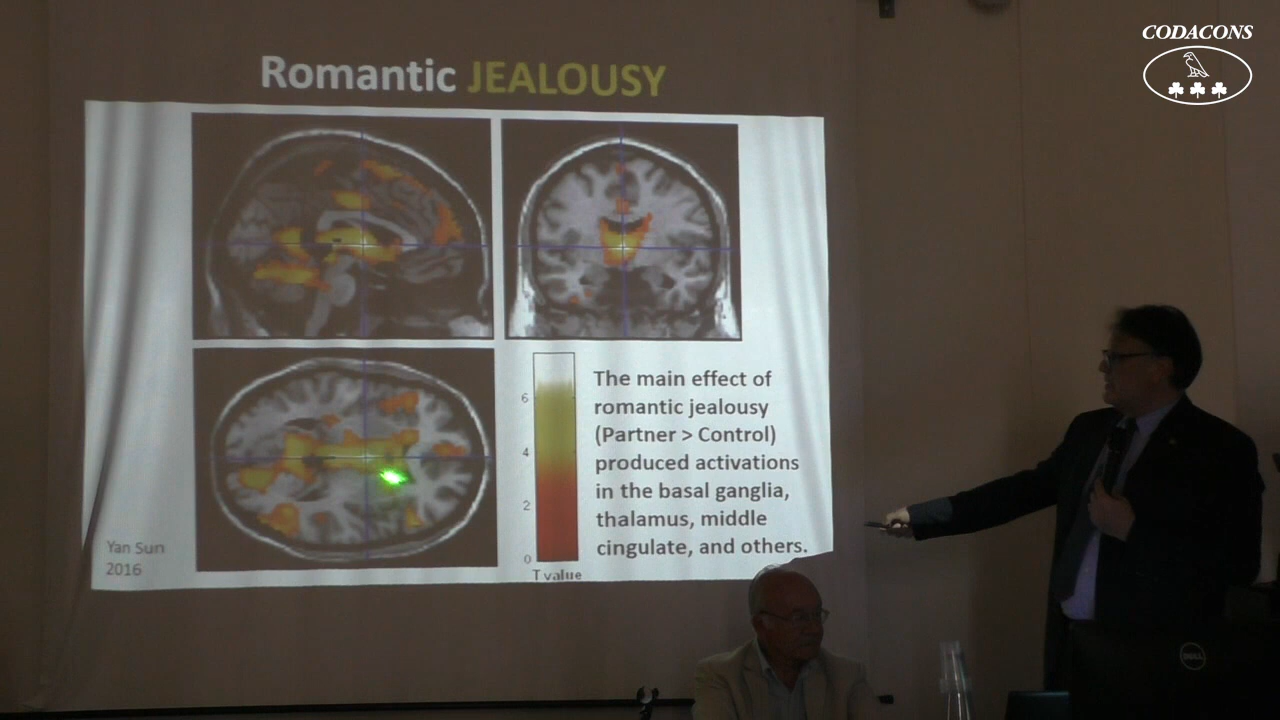 CODACONS
Romantic JEALOUSY
6
4
2
0
T value
The main effect of
romantic jealousy
(Partner > Control)
produced activations
in the basal ganglia,
thalamus, middle
cingulate, and others.
Yan Sun
2016
DELL